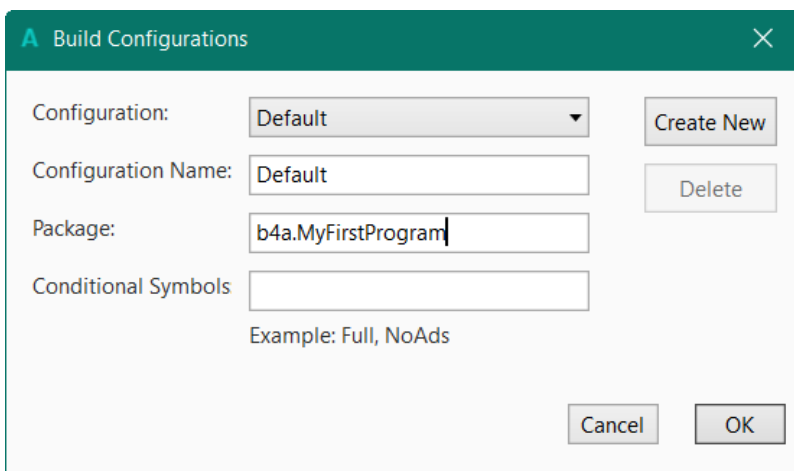 A Build Configurations
Configuration:
Default
Create New
Configuration Name:
Default
Delete
Package:
b4a.MyFirstProgram
Conditional Symbols
Example: Full, NoAds
Cancel
OK